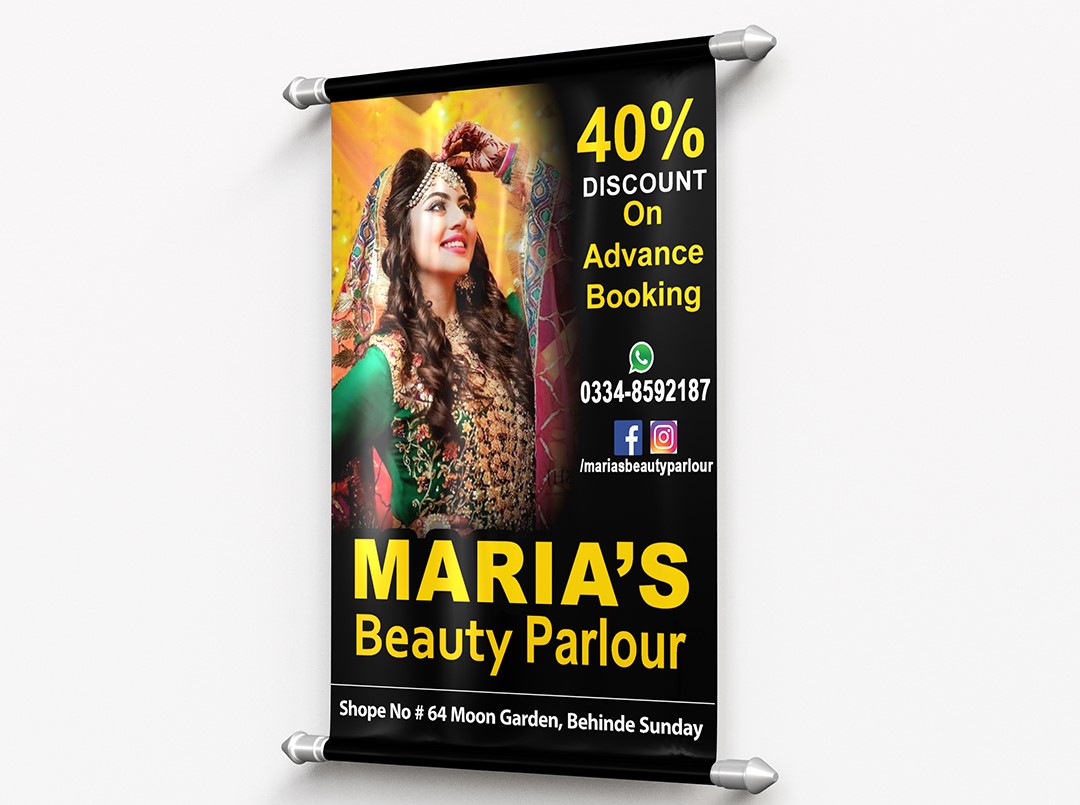 40%
DISCOUNT
On
Advance
Booking
0334-8592187
/mariasbeautyparlour
MARIA'S
Beauty Parlour
Shope No # 64 Moon Garden, Behinde Sunday